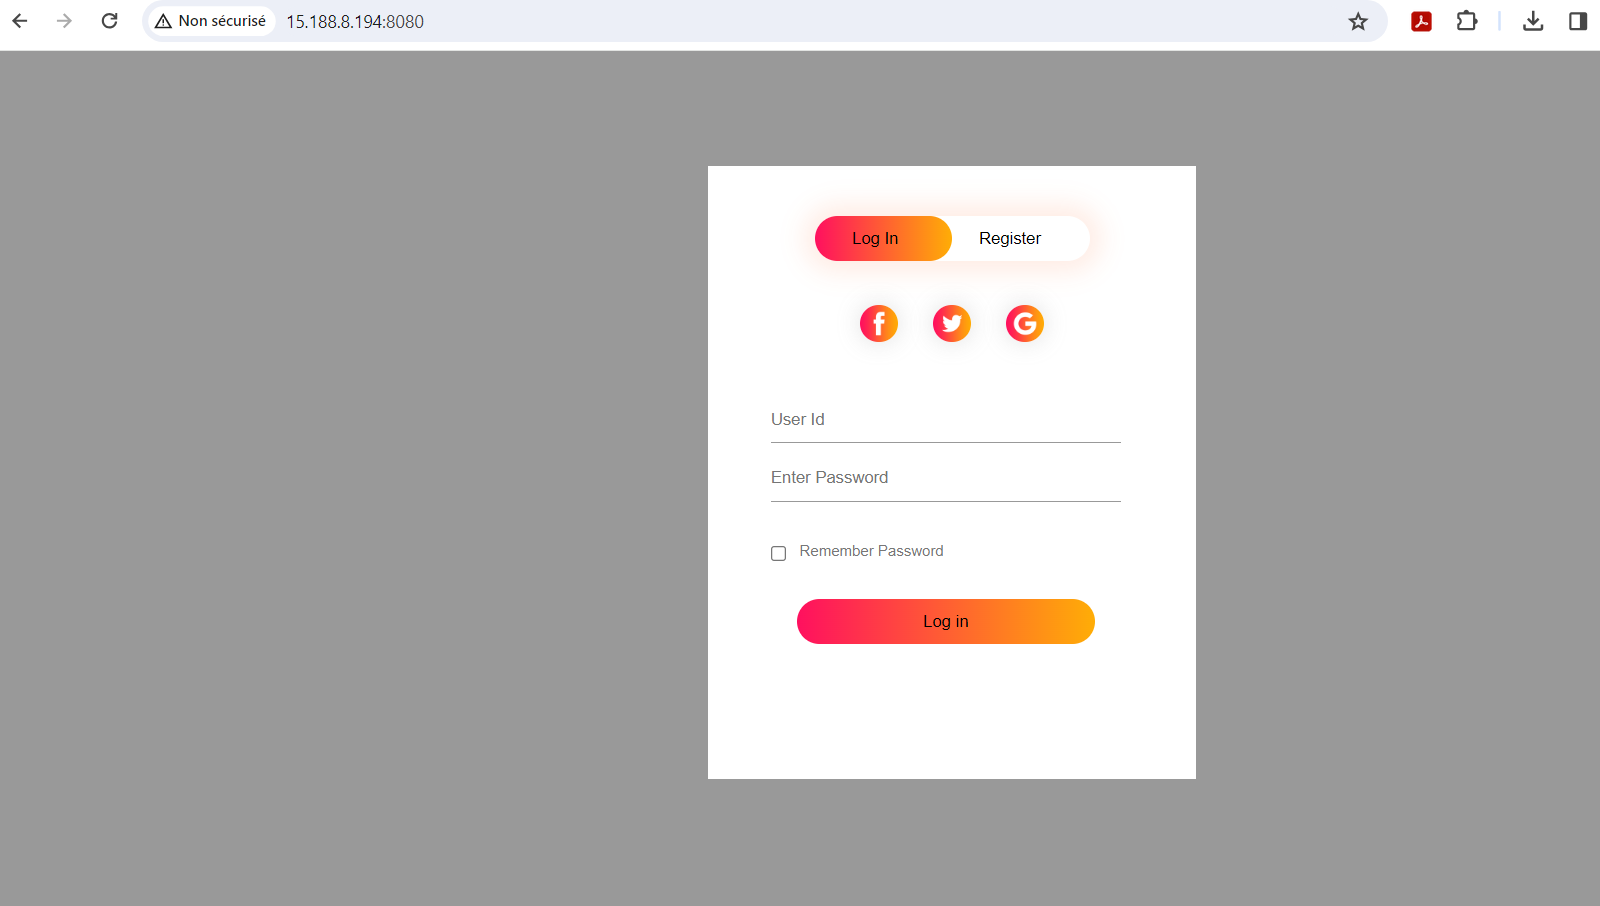 Non sécurisé 15.188.8.194:8080
Log In Register
User Id
Enter Password
Remember Password
Log in